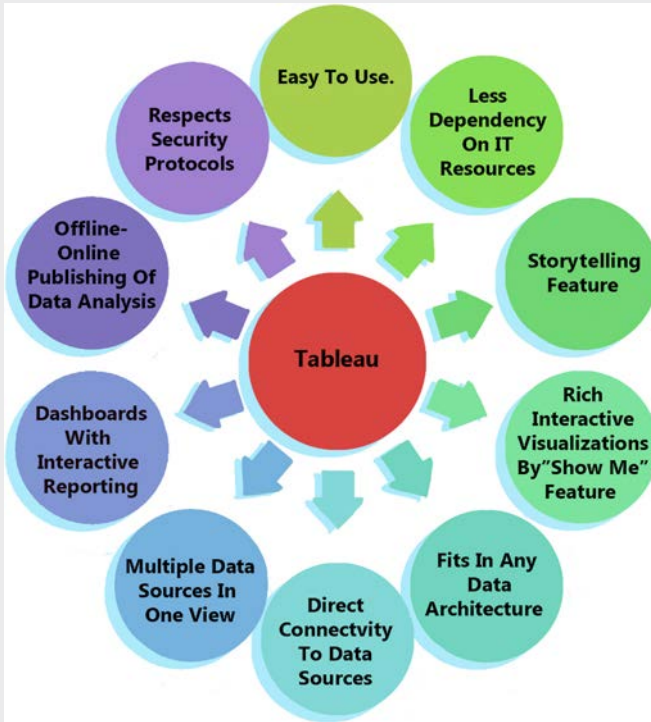 Easy To Use.
Less
Dependency
On IT
Resources
Storytelling
Feature
Rich
Interactive
Visualizations
By”Show Me”
Feature
Fits In Any
Data
Architecture
Direct
Connectvity
To Data
Sources
Multiple Data
Sources In
One View
Dashboards
With
Interactive
Reporting
Offline-
Online
Publishing Of
Data Analysis
Respects
Security
Protocols
Tableau